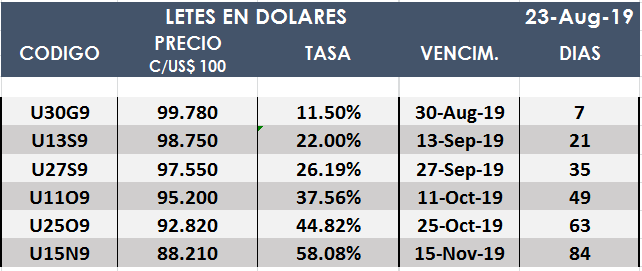 LETES EN DOLARES 23-Aug-19
CODIGO PRECIO C/US$ 100 TASA VENCIM. DIAS
U30G9 99.780 11.50% 30-Aug-19 7
U13S9 98.750 22.00% 13-Sep-19 21
U27S9 97.550 26.19% 27-Sep-19 35
U11O9 95.200 37.56% 11-Oct-19 49
U25O9 92.820 44.82% 25-Oct-19 63
U15N9 88.210 58.08% 15-Nov-19 84